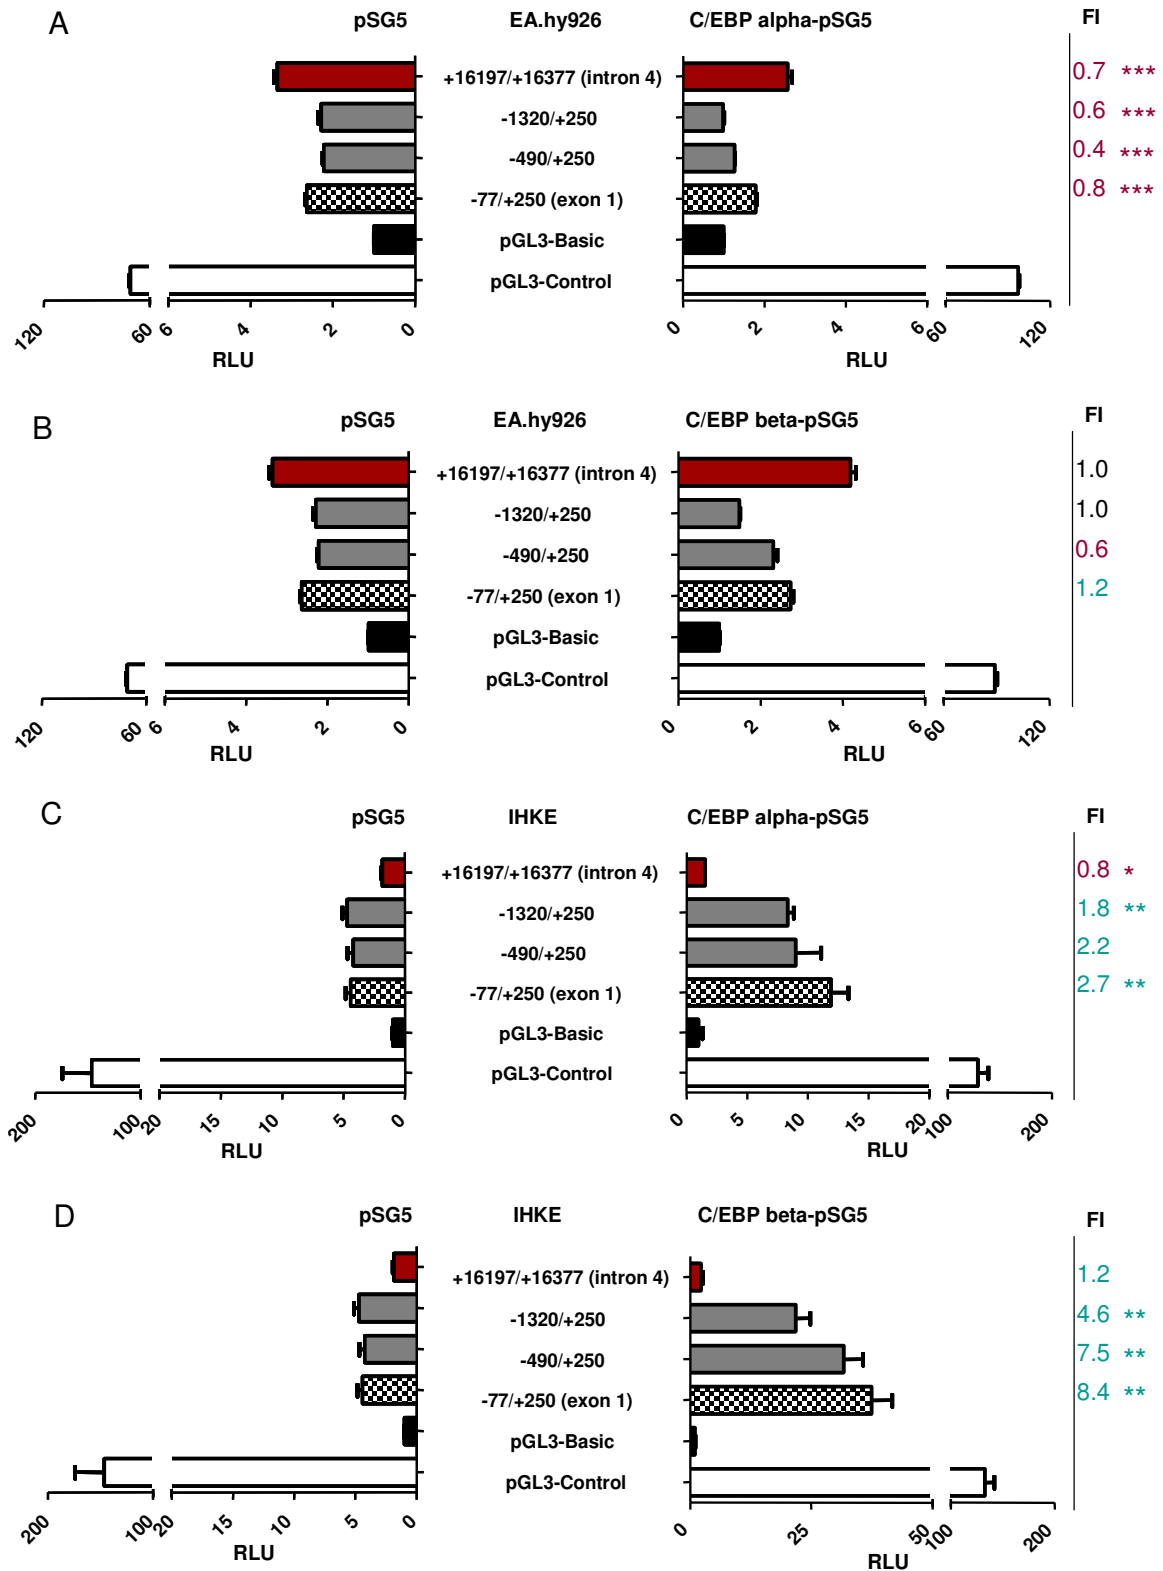 A pSG5 EA.hy926 C/EBP alpha-pSG5 FI
+16197/+16377 (intron 4) 0.7 ***
-1320/+250 0.6 ***
-490/+250 0.4 ***
-77/+250 (exon 1) 0.8 ***
pGL3-Basic
pGL3-Control
120 60 6 4 2 0 0 2 4 6 60 120
RLU RLU
B pSG5 EA.hy926 C/EBP beta-pSG5 FI
+16197/+16377 (intron 4) 1.0
-1320/+250 1.0
-490/+250 0.6
-77/+250 (exon 1) 1.2
pGL3-Basic
pGL3-Control
120 60 6 4 2 0 0 2 4 6 60 120
RLU RLU
C pSG5 IHKE C/EBP alpha-pSG5 FI
+16197/+16377 (intron 4) 0.8 *
-1320/+250 1.8 **
-490/+250 2.2
-77/+250 (exon 1) 2.7 **
pGL3-Basic
pGL3-Control
200 100 20 15 10 5 0 0 5 10 15 20 100 200
RLU RLU
D pSG5 IHKE C/EBP beta-pSG5 FI
+16197/+16377 (intron 4) 1.2
-1320/+250 4.6 **
-490/+250 7.5 **
-77/+250 (exon 1) 8.4 **
pGL3-Basic
pGL3-Control
200 100 20 15 10 5 0 0 25 50 100 200
RLU RLU